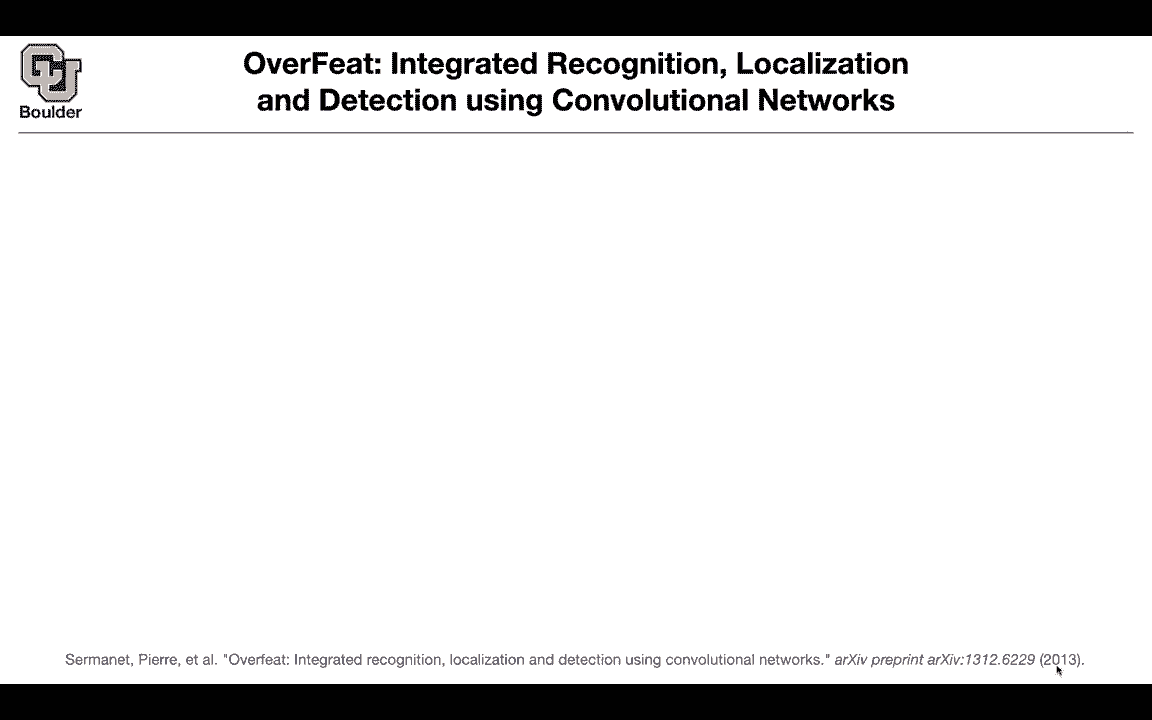 OverFeat: Integrated Recognition, Localization
and Detection using Convolutional Networks
CU
Boulder
Sermanet, Pierre, et al. "Overfeat: Integrated recognition, localization and detection using convolutional networks." arXiv preprint arXiv:1312.6229 (2013).